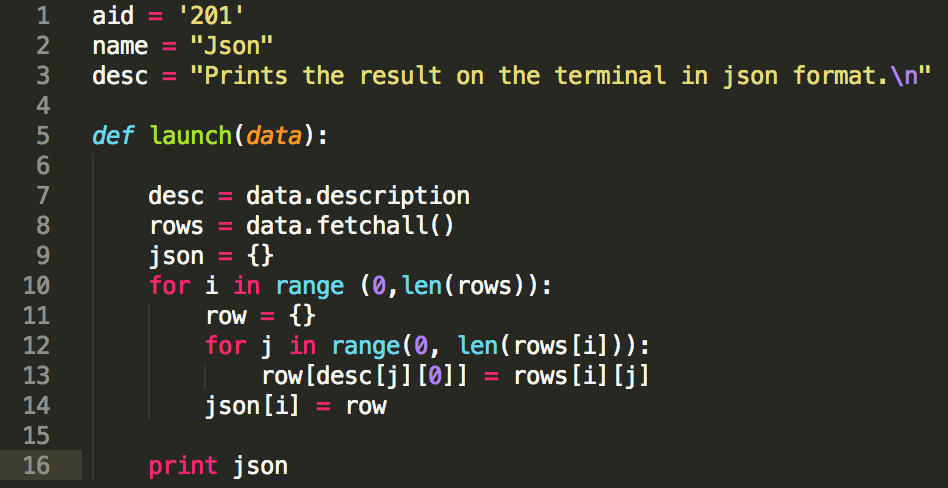 1 aid = '201'
2 name = "Json"
3 desc = "Prints the result on the terminal in json format.\n"
4
5 def launch(data):
6
7     desc = data.description
8     rows = data.fetchall()
9     json = {}
10     for i in range (0,len(rows)):
11         row = {}
12         for j in range(0, len(rows[i])):
13             row[desc[j][0]] = rows[i][j]
14         json[i] = row
15
16     print json